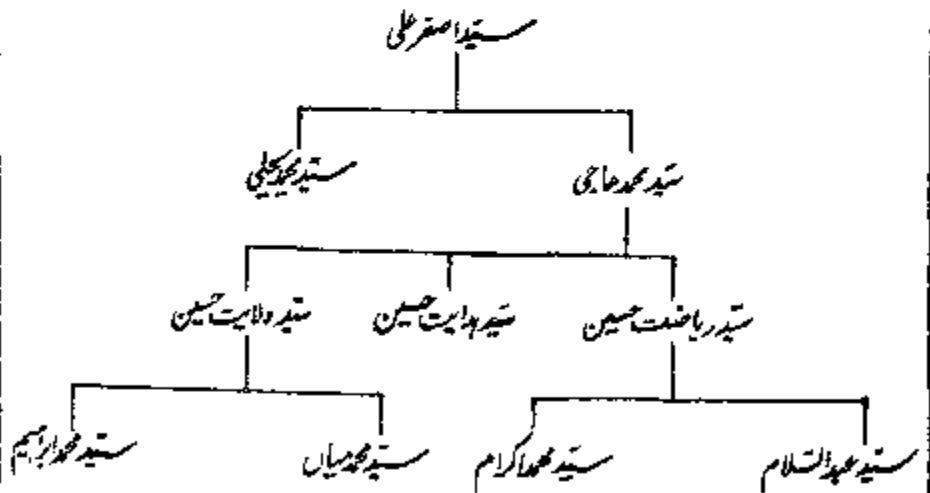 سید اصغر علی
سید محمد حاجی
سید محمد یحییٰ
سید ریاضت حسین
سید ہدایت حسین
سید ولایت حسین
سید عبدالسلام
سید محمد اکرام
سید محمد میاں
سید محمد ابراہیم